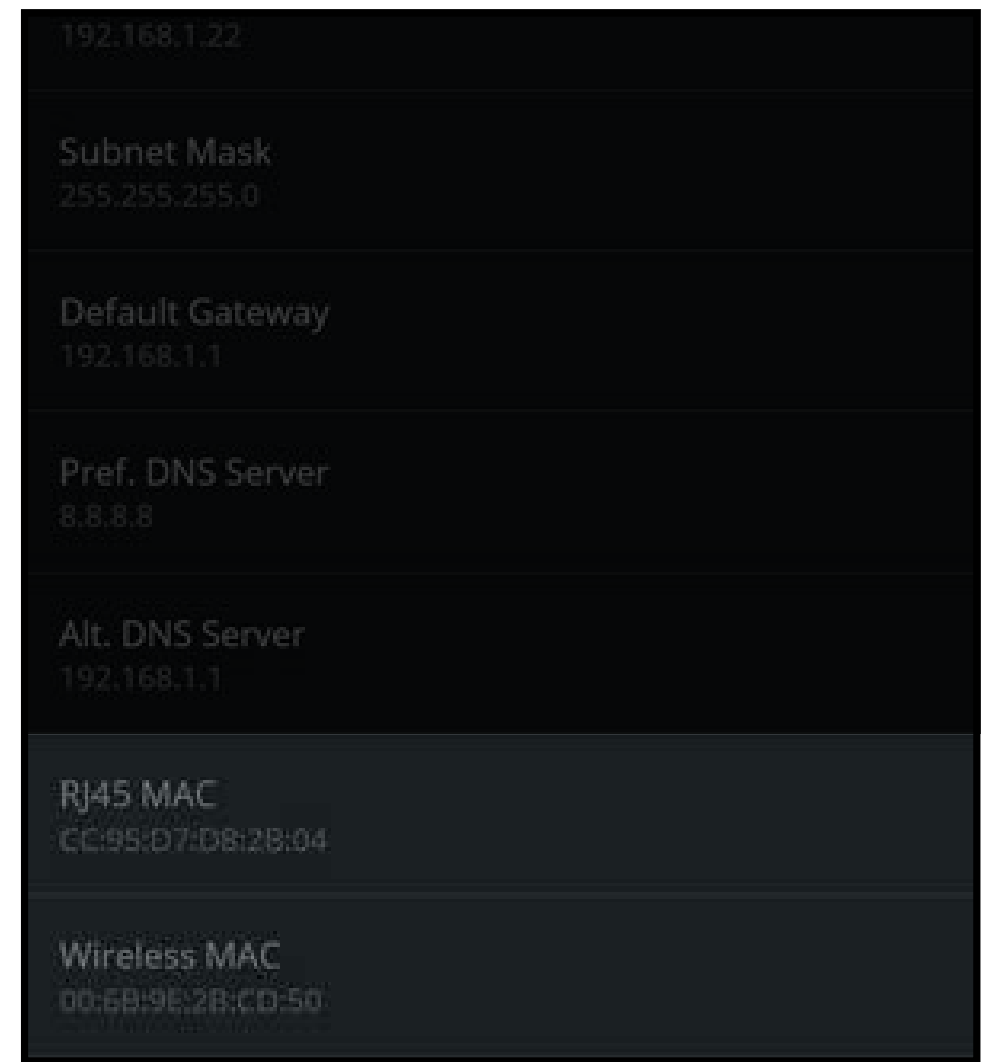 192.168.1.22
Subnet Mask
255.255.255.0
Default Gateway
192.168.1.1
Pref. DNS Server
8.8.8.8
Alt. DNS Server
192.168.1.1
RJ45 MAC
CC:95:D7:D8:2B:04
Wireless MAC
00:6B:9E:2B:CD:50